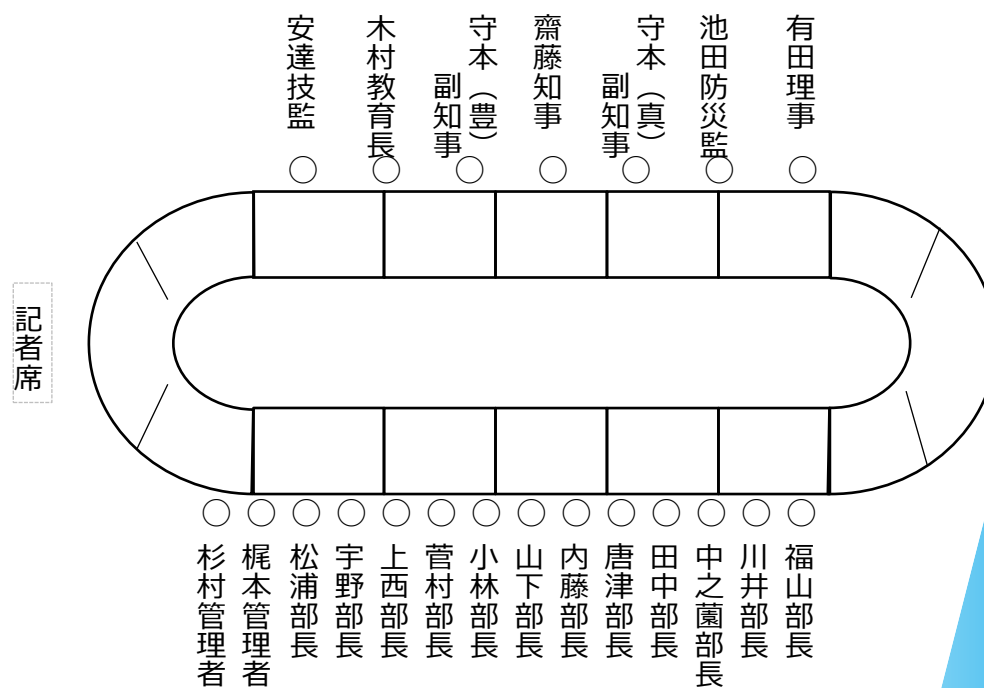 安達技監
木村教育長
守本（豊）
副知事
齋藤知事
守本（真）
副知事
池田防災監
有田理事
記者席
杉村管理者
梶本管理者
松浦部長
宇野部長
上西部長
菅村部長
小林部長
山下部長
内藤部長
唐津部長
田中部長
中之薗部長
川井部長
福山部長